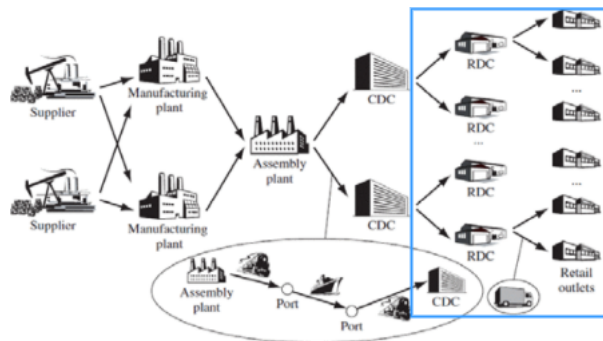 Supplier
Manufacturing
plant
Supplier
Manufacturing
plant
Assembly
plant
CDC
CDC
RDC
RDC
...
RDC
RDC
...
...
Retail
outlets
Assembly
plant
Port
Port
CDC